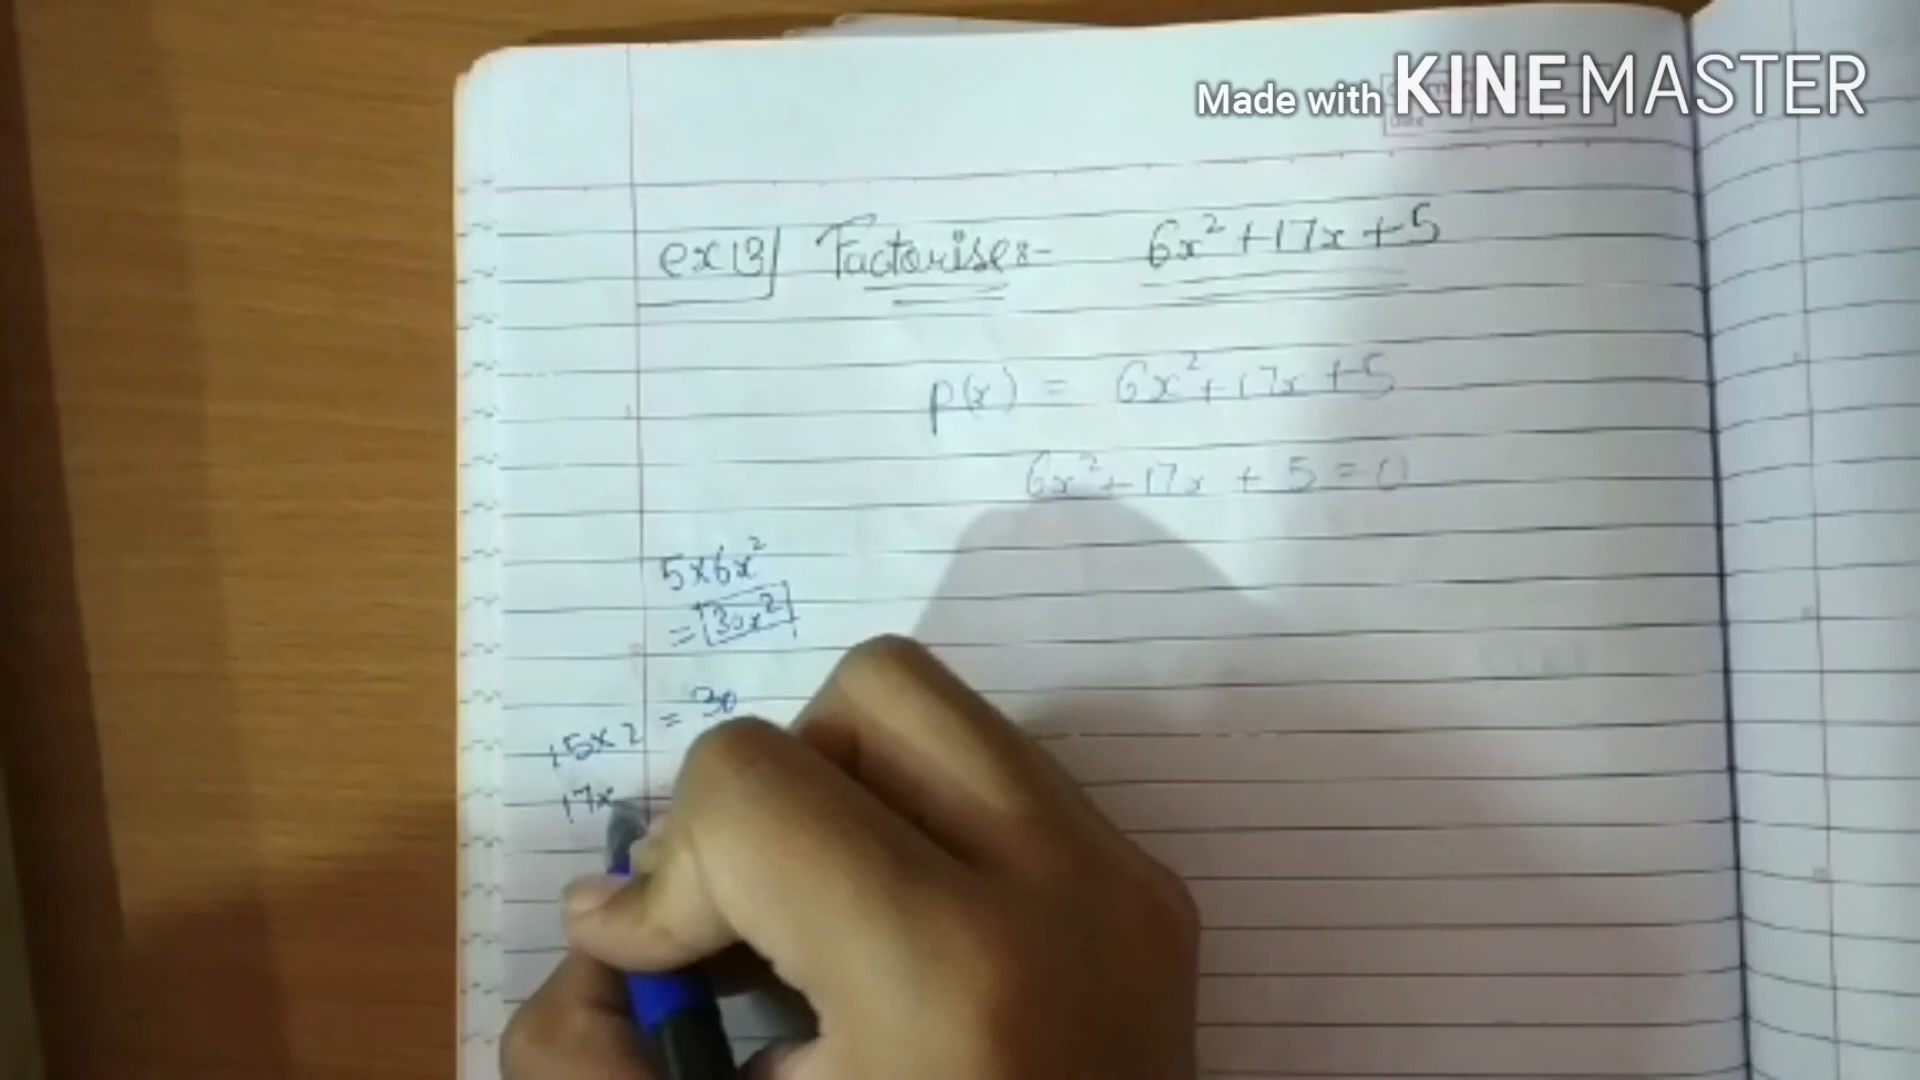 Made with KINEMASTER
ex 13 Factorise:- 6x² + 17x + 5
p(x) = 6x² + 17x + 5
6x² + 17x + 5 = 0
5x6x²
= 30x²
15x2 = 30
17x